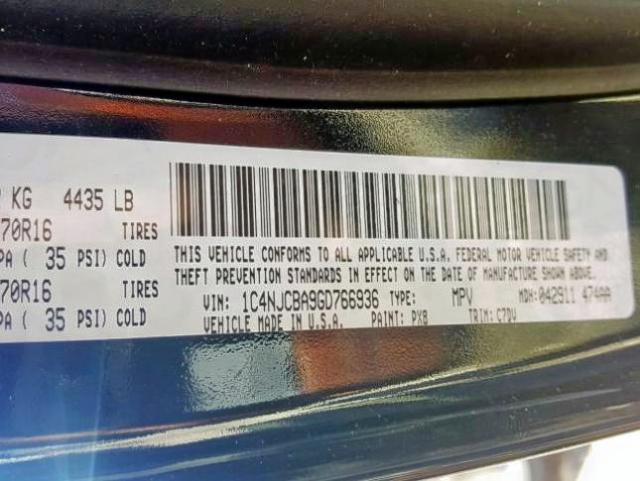 KG 4435 LB
70R16 TIRES
PA ( 35 PSI) COLD
70R16 TIRES
PA ( 35 PSI) COLD
THIS VEHICLE CONFORMS TO ALL APPLICABLE U.S.A. FEDERAL MOTOR VEHICLE SAFETY AND
THEFT PREVENTION STANDARDS IN EFFECT ON THE DATE OF MANUFACTURE SHOWN ABOVE.
VIN: 1C4NJCBA9GD766936 TYPE: MPV MDH: 042911 474AA
VEHICLE MADE IN U.S.A. PAINT: PXB TRIM: C7DV